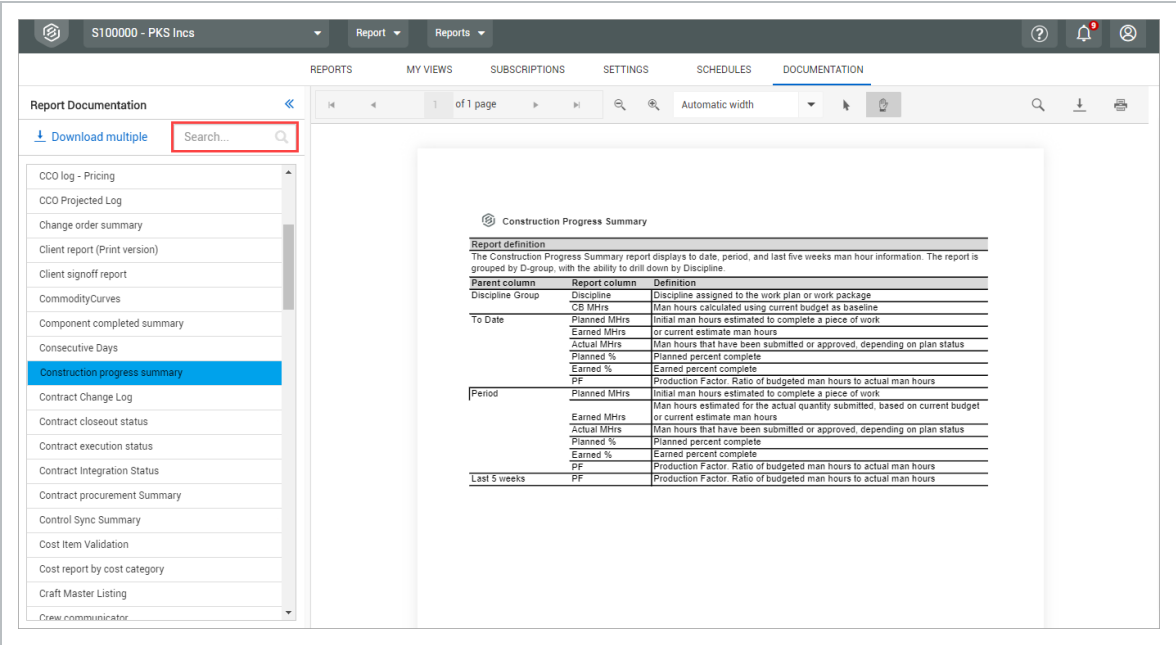 S100000 - PKS Incs
Report
Reports
9
REPORTS
MY VIEWS
SUBSCRIPTIONS
SETTINGS
SCHEDULES
DOCUMENTATION
Report Documentation
1 of 1 page
Automatic width
Download multiple
Search...
CCO log - Pricing
CCO Projected Log
Change order summary
Client report (Print version)
Client signoff report
CommodityCurves
Component completed summary
Consecutive Days
Construction progress summary
Contract Change Log
Contract closeout status
Contract execution status
Contract Integration Status
Contract procurement Summary
Control Sync Summary
Cost Item Validation
Cost report by cost category
Craft Master Listing
Crew communicator
Construction Progress Summary
Report definition
The Construction Progress Summary report displays to date, period, and last five weeks man hour information. The report is
grouped by D-group, with the ability to drill down by Discipline.
Parent column Report column Definition
Discipline Group Discipline Discipline assigned to the work plan or work package
CB MHrs Man hours calculated using current budget as baseline
To Date Planned MHrs Initial man hours estimated to complete a piece of work
Earned MHrs or current estimate man hours
Actual MHrs Man hours that have been submitted or approved, depending on plan status
Planned % Planned percent complete
Earned % Earned percent complete
PF Production Factor. Ratio of budgeted man hours to actual man hours
Period Planned MHrs Initial man hours estimated to complete a piece of work
Man hours estimated for the actual quantity submitted, based on current budget
Earned MHrs or current estimate man hours
Actual MHrs Man hours that have been submitted or approved, depending on plan status
Planned % Planned percent complete
Earned % Earned percent complete
PF Production Factor. Ratio of budgeted man hours to actual man hours
Last 5 weeks PF Production Factor. Ratio of budgeted man hours to actual man hours